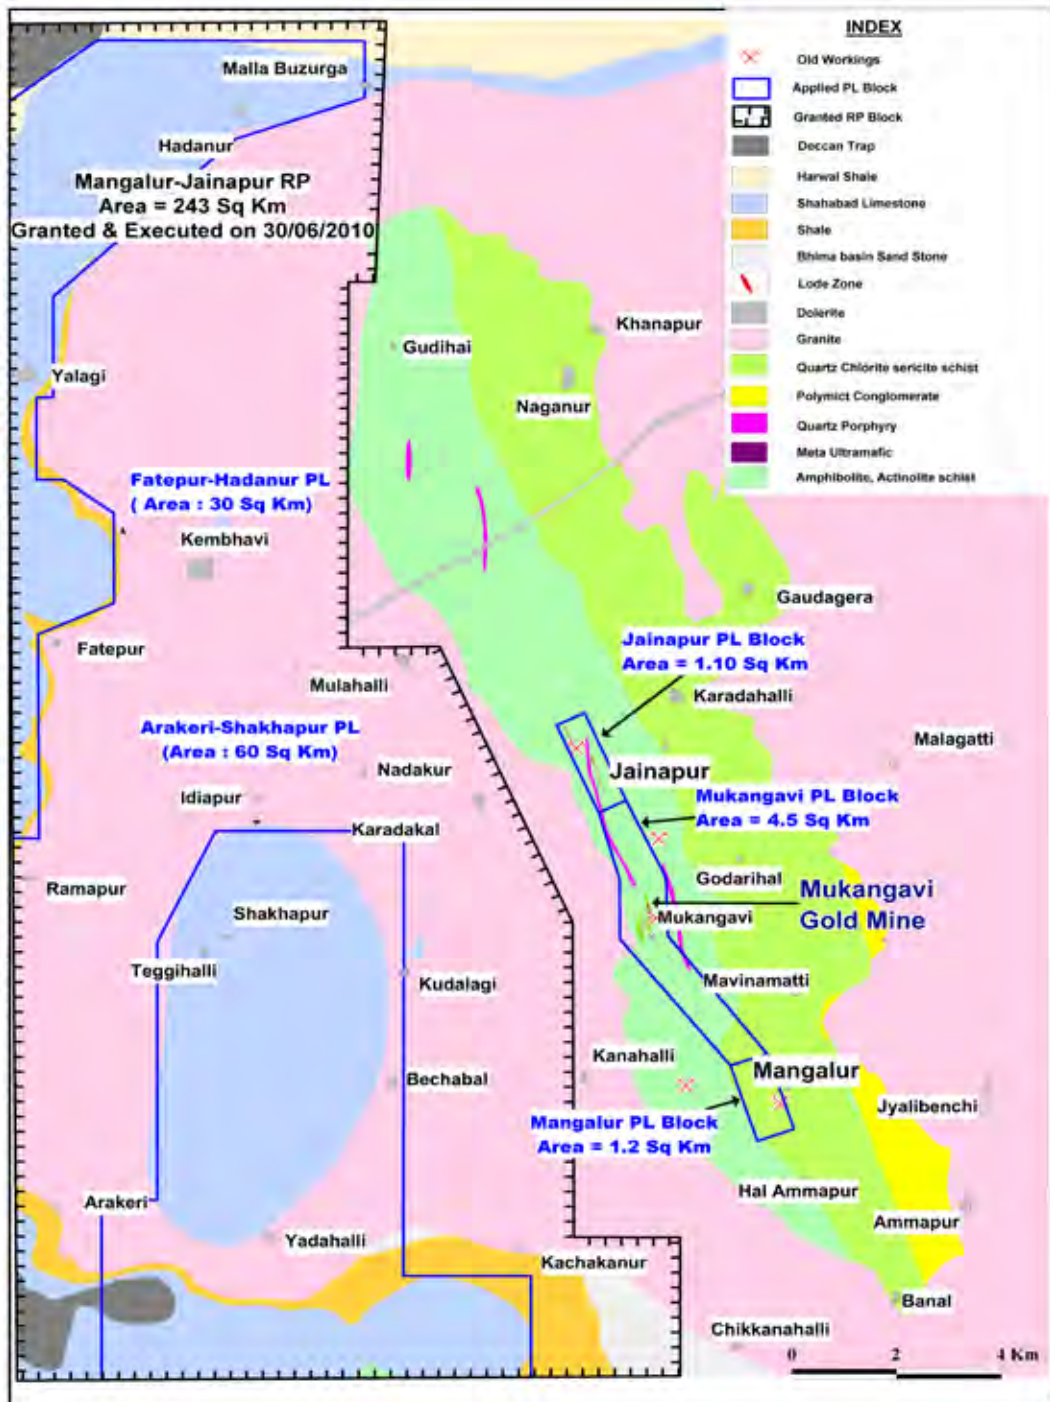 INDEX
Old Workings
Applied PL Block
Granted RP Block
Deccan Trap
Harwal Shale
Shahabad Limestone
Shale
Bhima basin Sand Stone
Lode Zone
Dolerite
Granite
Quartz Chlorite sericite schist
Polymict Conglomerate
Quartz Porphyry
Meta Ultramafic
Amphibolite, Actinolite schist
Malla Buzurga
Hadanur
Mangalur-Jainapur RP
Area = 243 Sq Km
Granted & Executed on 30/06/2010
Khanapur
Gudihai
Yalagi
Naganur
Fatepur-Hadanur PL
( Area : 30 Sq Km)
Kembhavi
Gaudagera
Fatepur
Jainapur PL Block
Area = 1.10 Sq Km
Mulahalli
Karadahalli
Arakeri-Shakhapur PL
(Area : 60 Sq Km)
Malagatti
Nadakur
Jainapur
Idiapur
Mukangavi PL Block
Area = 4.5 Sq Km
Karadakal
Ramapur
Godarihal
Mukangavi
Gold Mine
Shakhapur
Mukangavi
Teggihalli
Kudalagi
Mavinamatti
Kanahalli
Mangalur
Bechabal
Jyalibenchi
Mangalur PL Block
Area = 1.2 Sq Km
Hal Ammapur
Arakeri
Ammapur
Yadahalli
Kachakanur
Banal
Chikkanahalli
0 2 4 Km